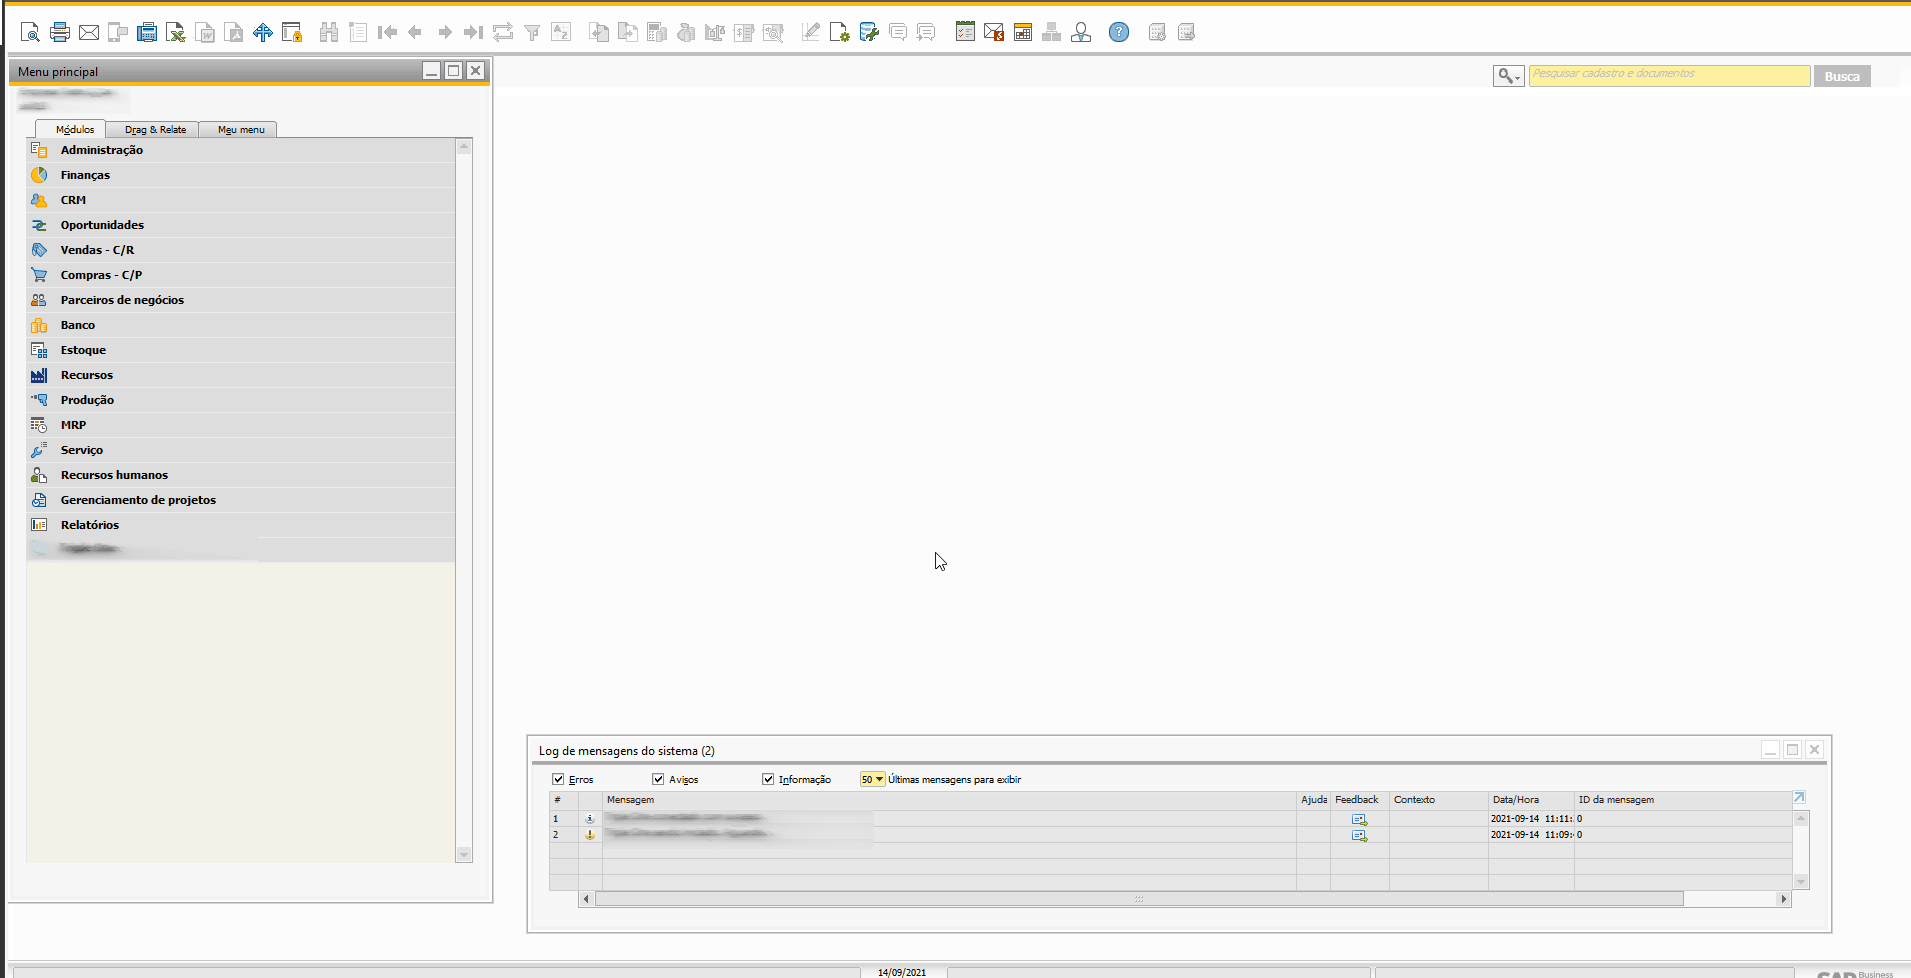 Menu principal
Pesquisar cadastro e documentos
Busca
Módulos
Drag & Relate
Meu menu
Administração
Finanças
CRM
Oportunidades
Vendas - C/R
Compras - C/P
Parceiros de negócios
Banco
Estoque
Recursos
Produção
MRP
Serviço
Recursos humanos
Gerenciamento de projetos
Relatórios
Log de mensagens do sistema (2)
Erros
Avisos
Informação
50
Últimas mensagens para exibir
# Mensagem Ajuda Feedback Contexto Data/Hora ID da mensagem
1 2021-09-14 11:11: 0
2 2021-09-14 11:09: 0
14/09/2021
SAP Business